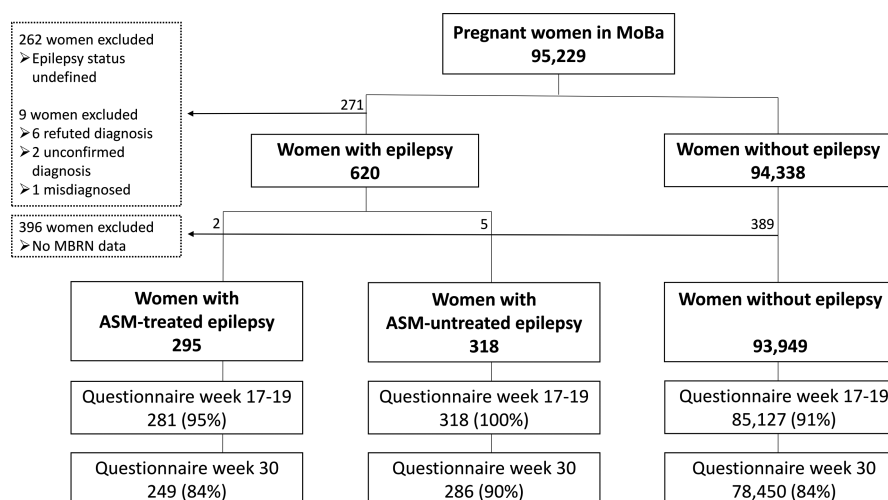 Pregnant women in MoBa
95,229
262 women excluded
➢Epilepsy status
undefined
9 women excluded
➢6 refuted diagnosis
➢2 unconfirmed
diagnosis
➢1 misdiagnosed
271
Women with epilepsy
620
Women without epilepsy
94,338
396 women excluded
➢No MBRN data
2
5
389
Women with
ASM-treated epilepsy
295
Women with
ASM-untreated epilepsy
318
Women without epilepsy
93,949
Questionnaire week 17-19
281 (95%)
Questionnaire week 17-19
318 (100%)
Questionnaire week 17-19
85,127 (91%)
Questionnaire week 30
249 (84%)
Questionnaire week 30
286 (90%)
Questionnaire week 30
78,450 (84%)